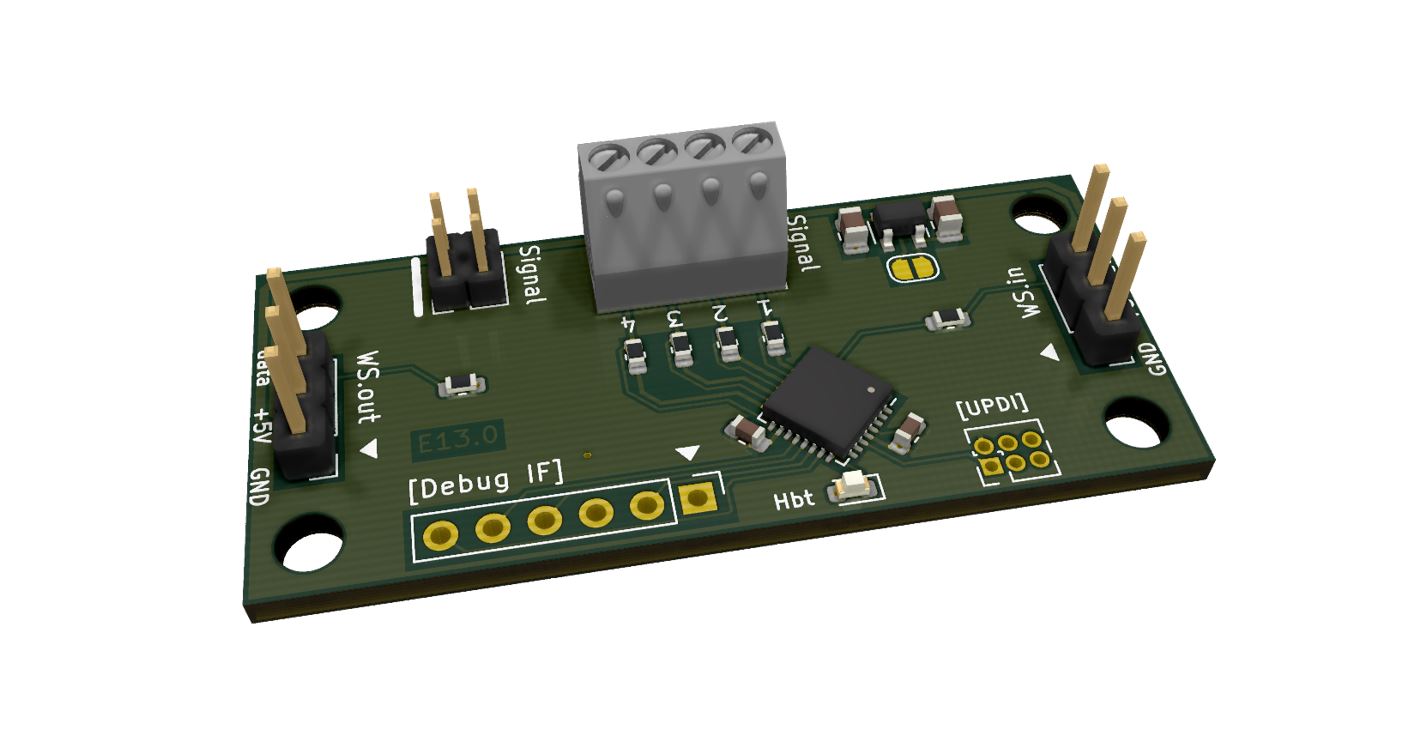 Signal
Signal
WS.in
GND
1
2
3
4
WS.out
data +5V GND
E13.0
[Debug IF]
Hbt
[UPDI]